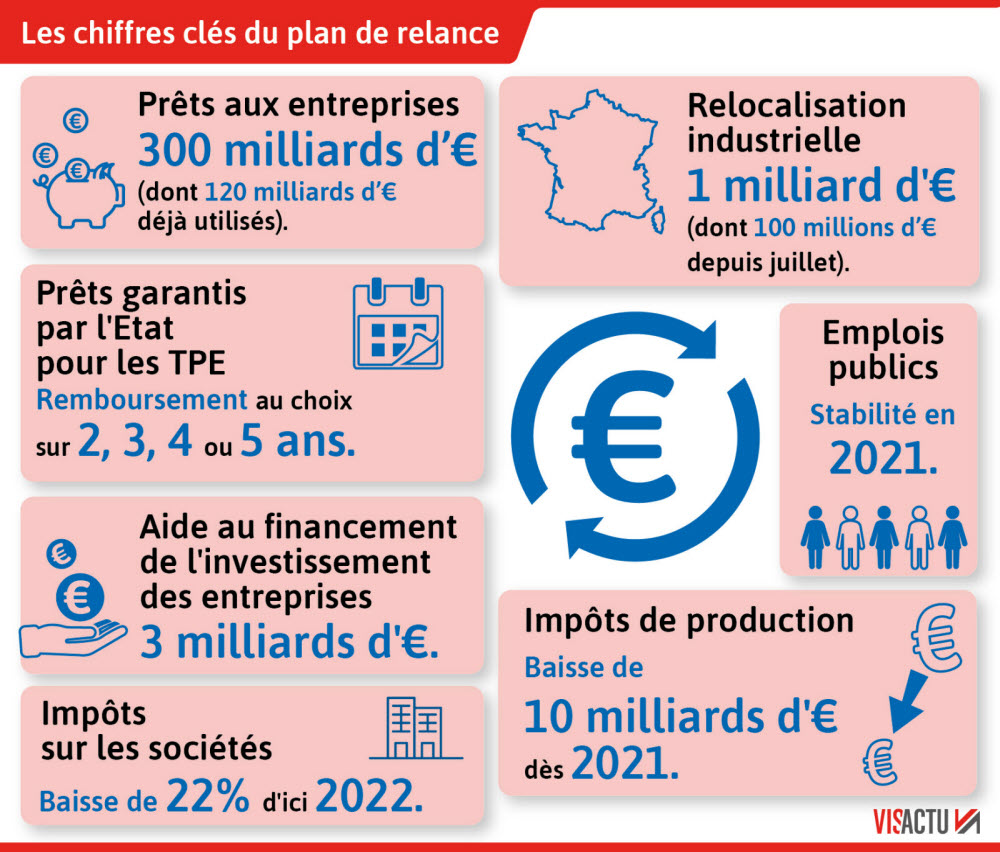 Les chiffres clés du plan de relance
Prêts aux entreprises
300 milliards d'€
(dont 120 milliards d'€
déjà utilisés).
Relocalisation
industrielle
1 milliard d'€
(dont 100 millions d'€
depuis juillet).
Prêts garantis
par l'Etat
pour les TPE
Remboursement au choix
sur 2, 3, 4 ou 5 ans.
Emplois
publics
Stabilité en
2021.
Aide au financement
de l'investissement
des entreprises
3 milliards d'€.
Impôts de production
Baisse de
10 milliards d'€
dès 2021.
Impôts
sur les sociétés
Baisse de 22% d'ici 2022.
VISACTU